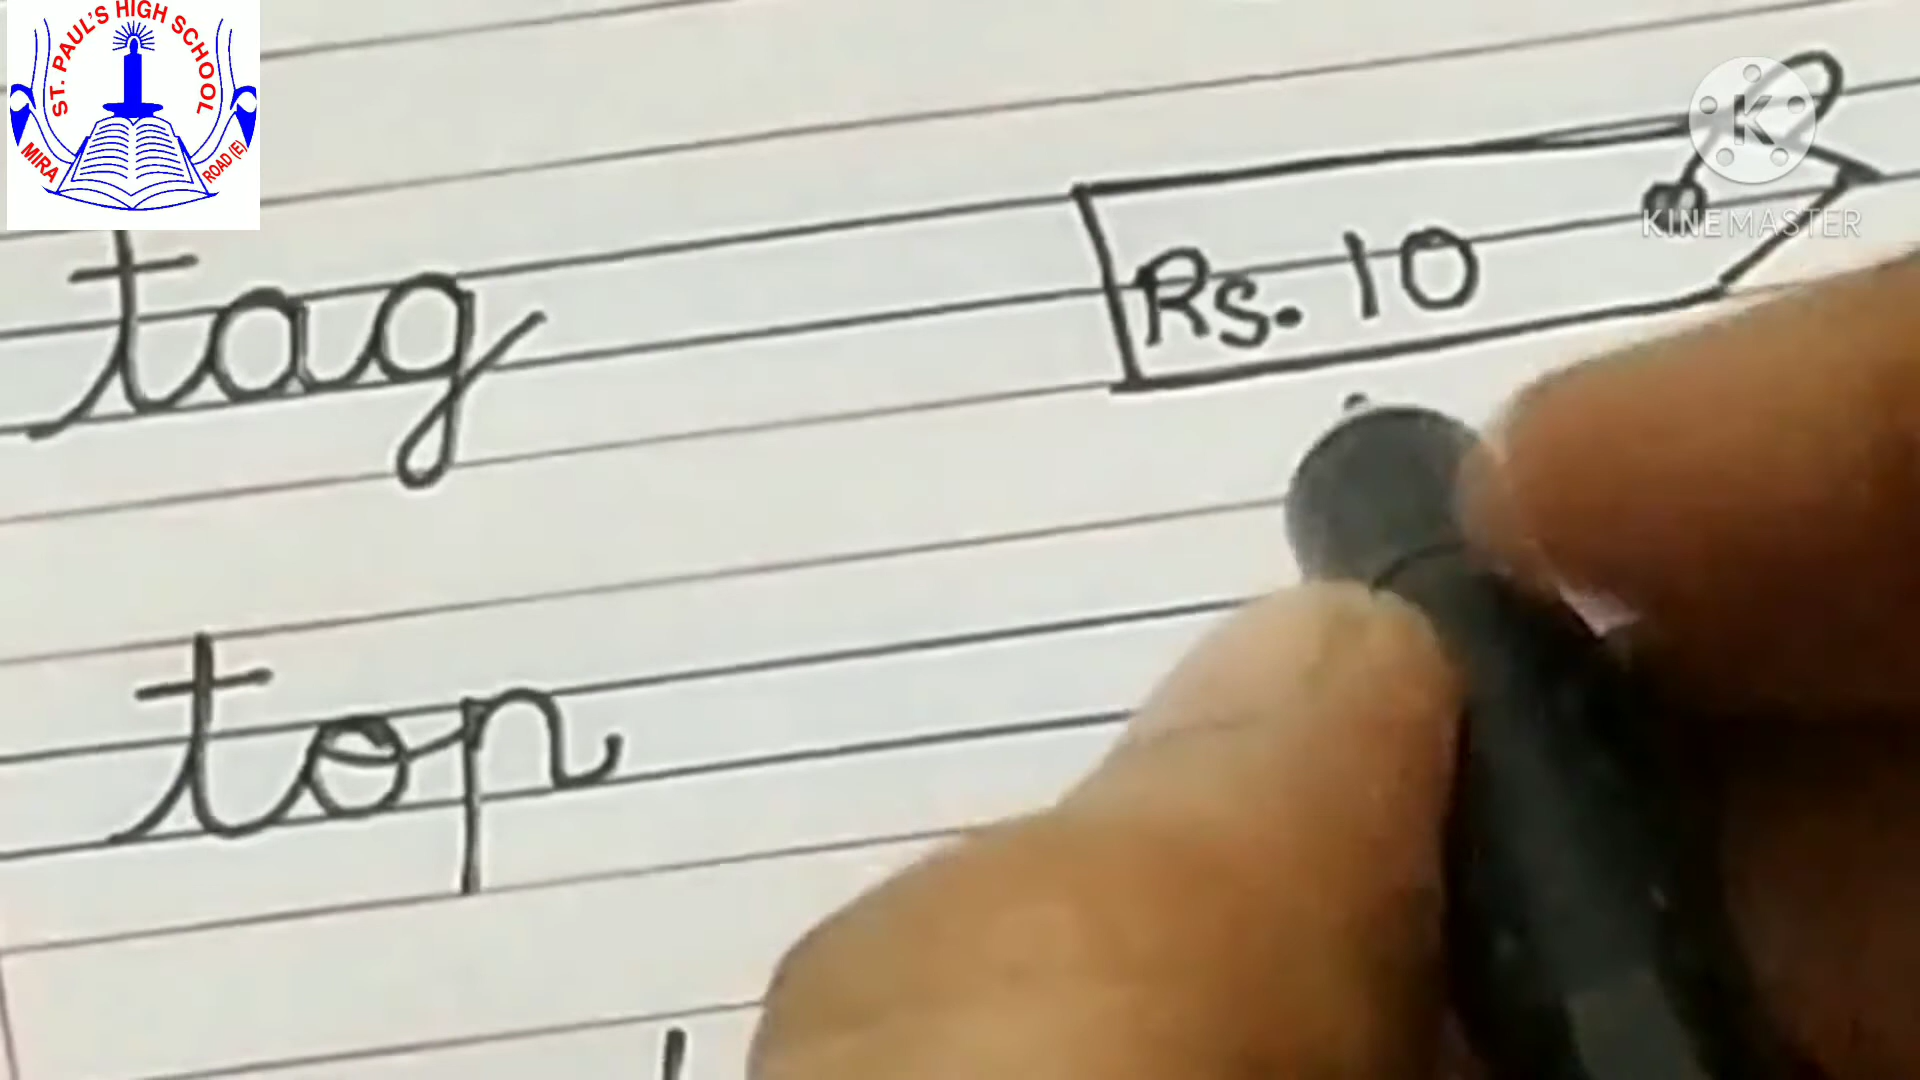 ST. PAUL'S HIGH SCHOOL
MIRA ROAD (E)
K
KINEMASTER
tag
Rs. 10
top